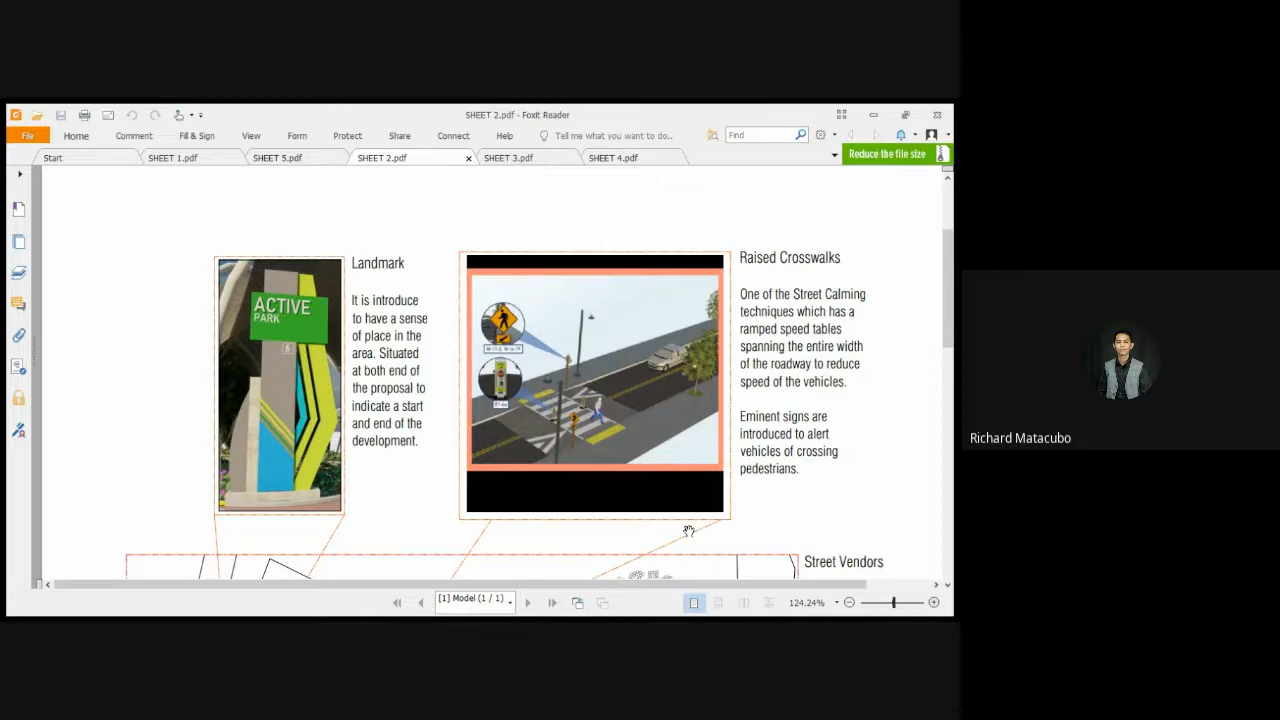 SHEET 2.pdf - Foxit Reader
File Home Comment Fill & Sign View Form Protect Share Connect Help Tell me what you want to do.. Find
Start SHEET 1.pdf SHEET 5.pdf SHEET 2.pdf SHEET 3.pdf SHEET 4.pdf Reduce the file size
ACTIVE
PARK
Landmark
It is introduce
to have a sense
of place in the
area. Situated
at both end of
the proposal to
indicate a start
and end of the
development.
Raised Crosswalks
One of the Street Calming
techniques which has a
ramped speed tables
spanning the entire width
of the roadway to reduce
speed of the vehicles.
Eminent signs are
introduced to alert
vehicles of crossing
pedestrians.
Street Vendors
[1] Model (1 / 1)
124.24%
Richard Matacubo